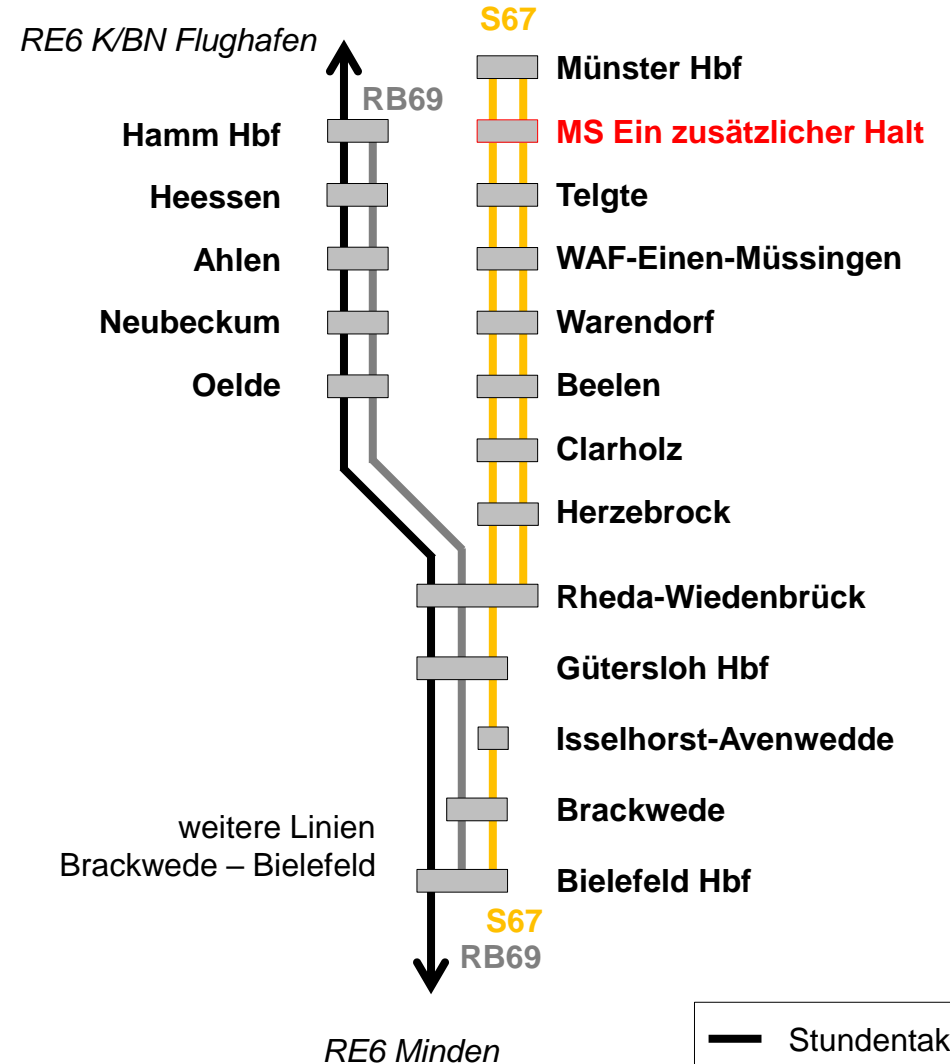 S67
RE6 K/BN Flughafen
Münster Hbf
RB69
Hamm Hbf
MS Ein zusätzlicher Halt
Heessen
Telgte
Ahlen
WAF-Einen-Müssingen
Neubeckum
Warendorf
Oelde
Beelen
Clarholz
Herzebrock
Rheda-Wiedenbrück
Gütersloh Hbf
Isselhorst-Avenwedde
Brackwede
weitere Linien
Brackwede – Bielefeld
Bielefeld Hbf
S67
RB69
RE6 Minden